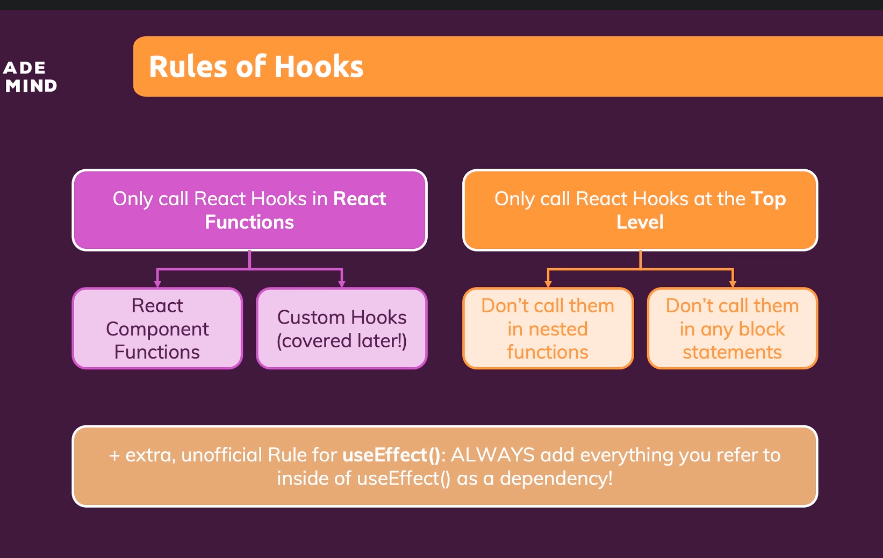 Rules of Hooks
ADE
MIND
Only call React Hooks in React
Functions
Only call React Hooks at the Top
Level
React
Component
Functions
Custom Hooks
(covered later!)
Don’t call them
in nested
functions
Don’t call them
in any block
statements
+ extra, unofficial Rule for useEffect(): ALWAYS add everything you refer to
inside of useEffect() as a dependency!